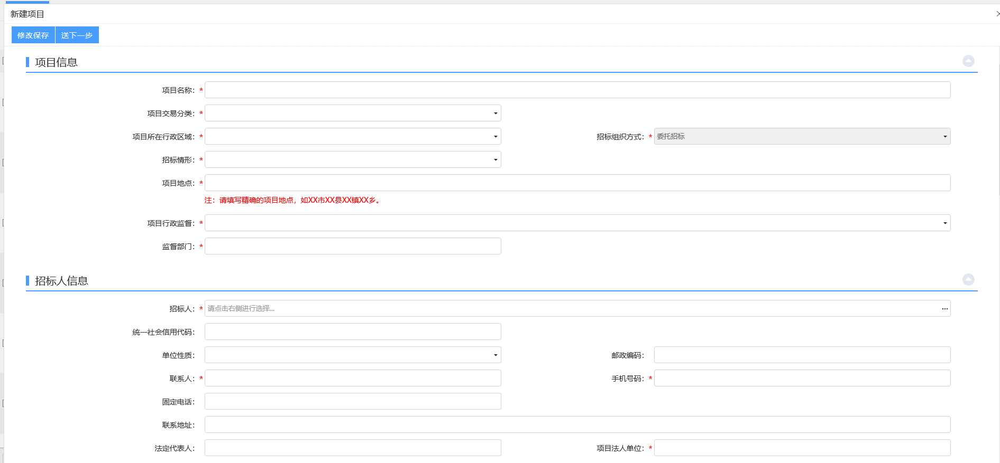 新建项目
修改保存 送下一步
项目信息
项目名称：*
项目交易分类：*
项目所在行政区域：* 招标组织方式：* 委托招标
招标情形：*
项目地点：*
注：请填写精确的项目地点，如XX市XX县XX镇XX乡。
项目行政监督：*
监督部门：*
招标人信息
招标人：* 请点击右侧进行选择...
统一社会信用代码：
单位性质： 邮政编码：
联系人：* 手机号码：*
固定电话：
联系地址：
法定代表人： 项目法人单位：*